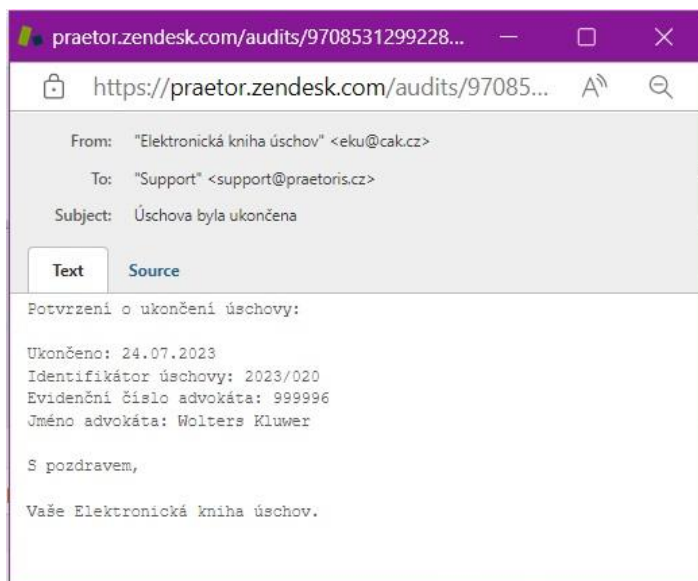 praetor.zendesk.com/audits/9708531299228...
https://praetor.zendesk.com/audits/97085...
From: "Elektronická kniha úschov" <eku@cak.cz>
To: "Support" <support@praetoris.cz>
Subject: Úschova byla ukončena
Text Source
Potvrzení o ukončení úschovy:
Ukončeno: 24.07.2023
Identifikátor úschovy: 2023/020
Evidenční číslo advokáta: 999996
Jméno advokáta: Wolters Kluwer
S pozdravem,
Vaše Elektronická kniha úschov.